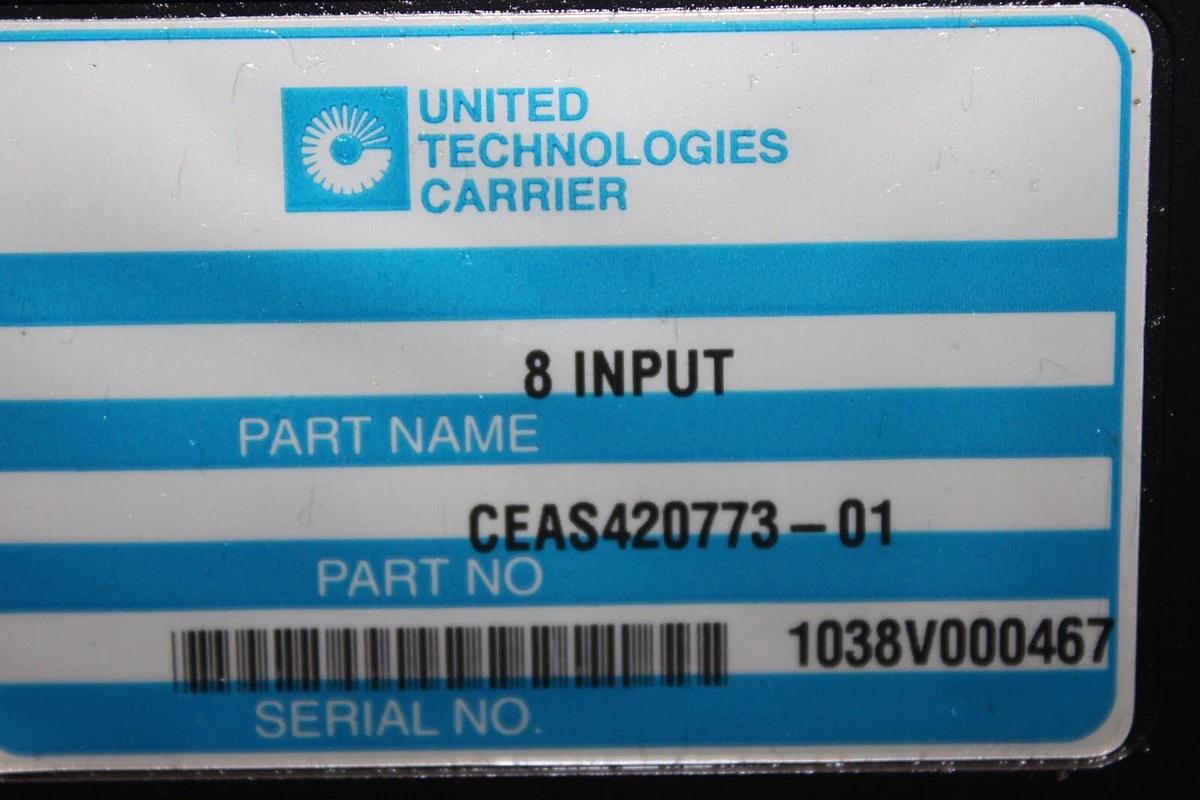 UNITED
TECHNOLOGIES
CARRIER
8 INPUT
PART NAME
CEAS420773-01
PART NO
1038V000467
SERIAL NO.